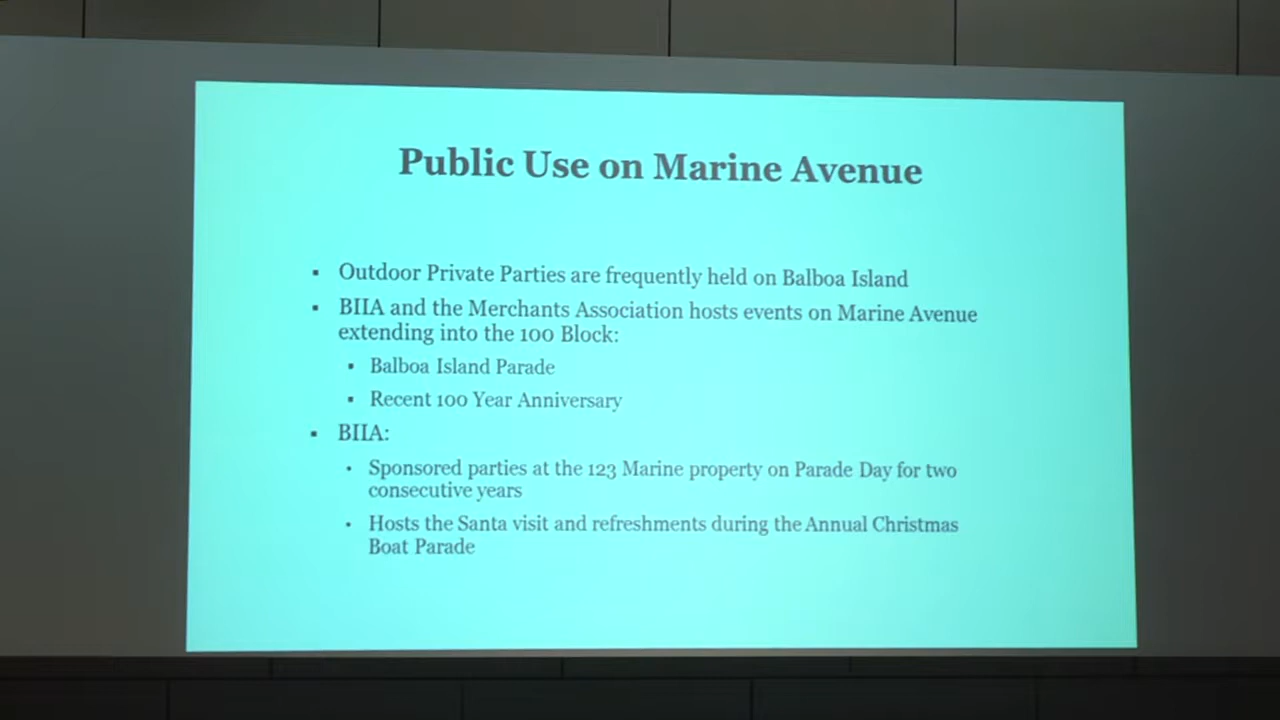 Public Use on Marine Avenue
▪ Outdoor Private Parties are frequently held on Balboa Island
▪ BIIA and the Merchants Association hosts events on Marine Avenue
extending into the 100 Block:
▪ Balboa Island Parade
▪ Recent 100 Year Anniversary
▪ BIIA:
• Sponsored parties at the 123 Marine property on Parade Day for two
consecutive years
• Hosts the Santa visit and refreshments during the Annual Christmas
Boat Parade